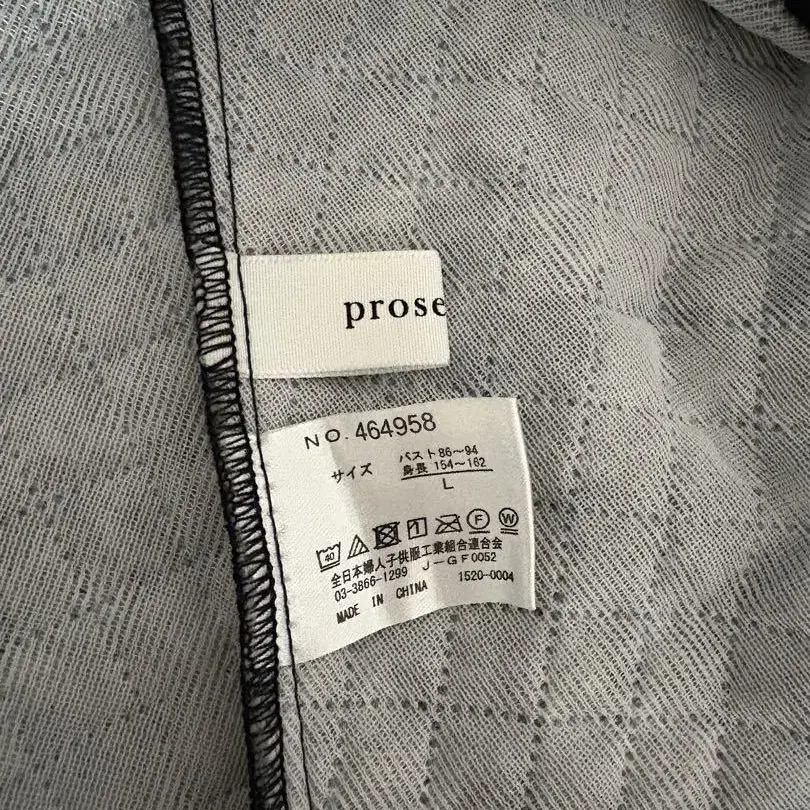 prose
NO. 464958
サイズ
バスト86～94
身長 154～162
L
40 1 F W
全日本婦人子供服工業組合連合会
03-3866-1299 J-GF0052
MADE IN CHINA 1520-0004